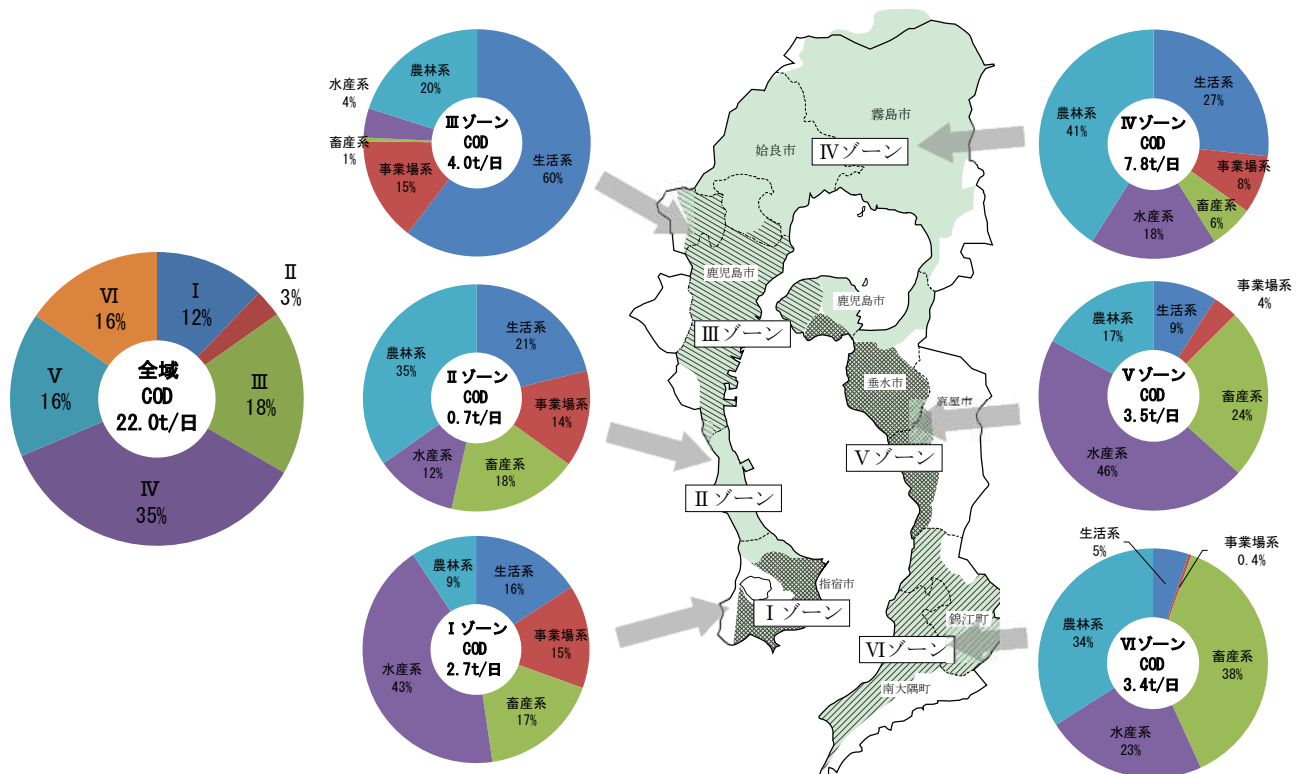 Ⅰ
12%
Ⅱ
3%
Ⅲ
18%
Ⅳ
35%
Ⅴ
16%
Ⅵ
16%
全域
COD
22.0t/日
Ⅲゾーン
COD
4.0t/日
生活系
60%
事業場系
15%
畜産系
1%
水産系
4%
農林系
20%
Ⅱゾーン
COD
0.7t/日
生活系
21%
事業場系
14%
畜産系
18%
水産系
12%
農林系
35%
Ⅰゾーン
COD
2.7t/日
生活系
16%
事業場系
15%
畜産系
17%
水産系
43%
農林系
9%
霧島市
姶良市
Ⅳゾーン
鹿児島市
鹿児島市
Ⅲゾーン
垂水市
鹿屋市
Ⅴゾーン
Ⅱゾーン
指宿市
Ⅰゾーン
錦江町
Ⅵゾーン
南大隅町
Ⅳゾーン
COD
7.8t/日
生活系
27%
事業場系
8%
畜産系
6%
水産系
18%
農林系
41%
Ⅴゾーン
COD
3.5t/日
生活系
9%
事業場系
4%
畜産系
24%
水産系
46%
農林系
17%
Ⅵゾーン
COD
3.4t/日
生活系
5%
事業場系
0.4%
畜産系
38%
水産系
23%
農林系
34%